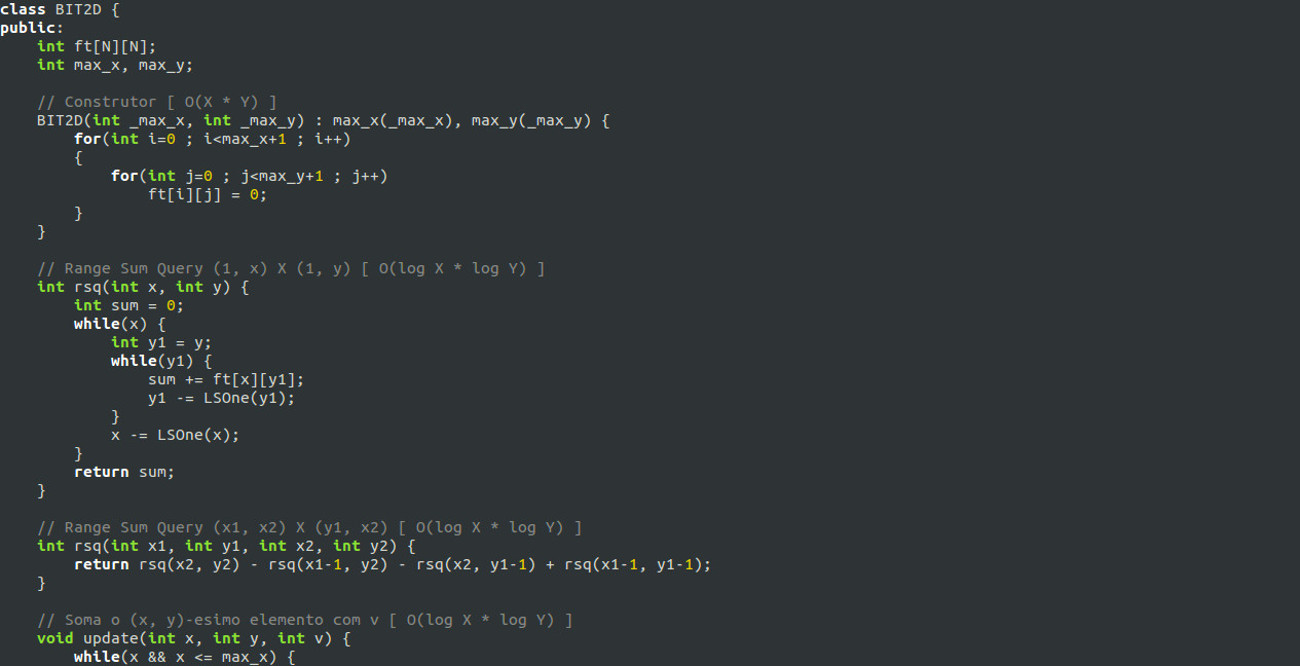 class BIT2D {
public:
    int ft[N][N];
    int max_x, max_y;

    // Construtor [ O(X * Y) ]
    BIT2D(int _max_x, int _max_y) : max_x(_max_x), max_y(_max_y) {
        for(int i=0 ; i<max_x+1 ; i++)
        {
            for(int j=0 ; j<max_y+1 ; j++)
                ft[i][j] = 0;
        }
    }

    // Range Sum Query (1, x) X (1, y) [ O(log X * log Y) ]
    int rsq(int x, int y) {
        int sum = 0;
        while(x) {
            int y1 = y;
            while(y1) {
                sum += ft[x][y1];
                y1 -= LSOne(y1);
            }
            x -= LSOne(x);
        }
        return sum;
    }

    // Range Sum Query (x1, x2) X (y1, x2) [ O(log X * log Y) ]
    int rsq(int x1, int y1, int x2, int y2) {
        return rsq(x2, y2) - rsq(x1-1, y2) - rsq(x2, y1-1) + rsq(x1-1, y1-1);
    }

    // Soma o (x, y)-esimo elemento com v [ O(log X * log Y) ]
    void update(int x, int y, int v) {
        while(x && x <= max_x) {